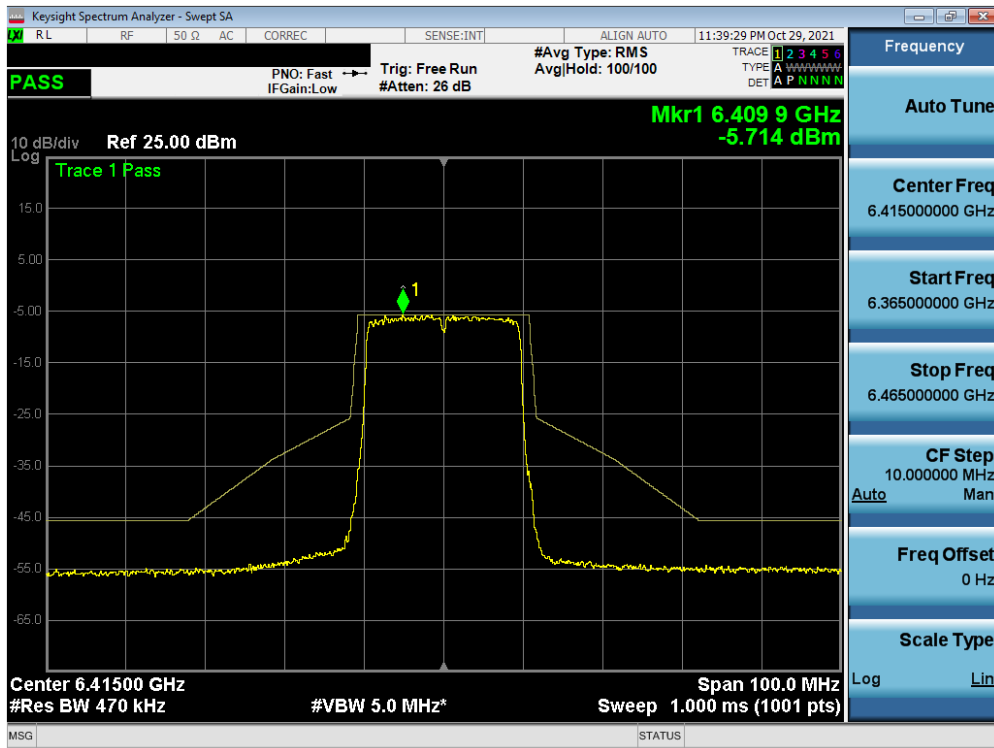 Keysight Spectrum Analyzer - Swept SA
LXI RL RF 50 Ω AC CORREC SENSE:INT ALIGN AUTO 11:39:29 PM Oct 29, 2021
PASS
PNO: Fast
IFGain:Low
Trig: Free Run
#Atten: 26 dB
#Avg Type: RMS
Avg|Hold: 100/100
TRACE 1 2 3 4 5 6
TYPE A WWWWW
DET A P N N N N
Mkr1 6.409 9 GHz
-5.714 dBm
10 dB/div Ref 25.00 dBm
Log
Trace 1 Pass
15.0
5.00
-5.00
-15.0
-25.0
-35.0
-45.0
-55.0
-65.0
1
Center 6.41500 GHz Span 100.0 MHz
#Res BW 470 kHz #VBW 5.0 MHz* Sweep 1.000 ms (1001 pts)
MSG STATUS
Frequency
Auto Tune
Center Freq
6.415000000 GHz
Start Freq
6.365000000 GHz
Stop Freq
6.465000000 GHz
CF Step
10.000000 MHz
Auto Man
Freq Offset
0 Hz
Scale Type
Log Lin